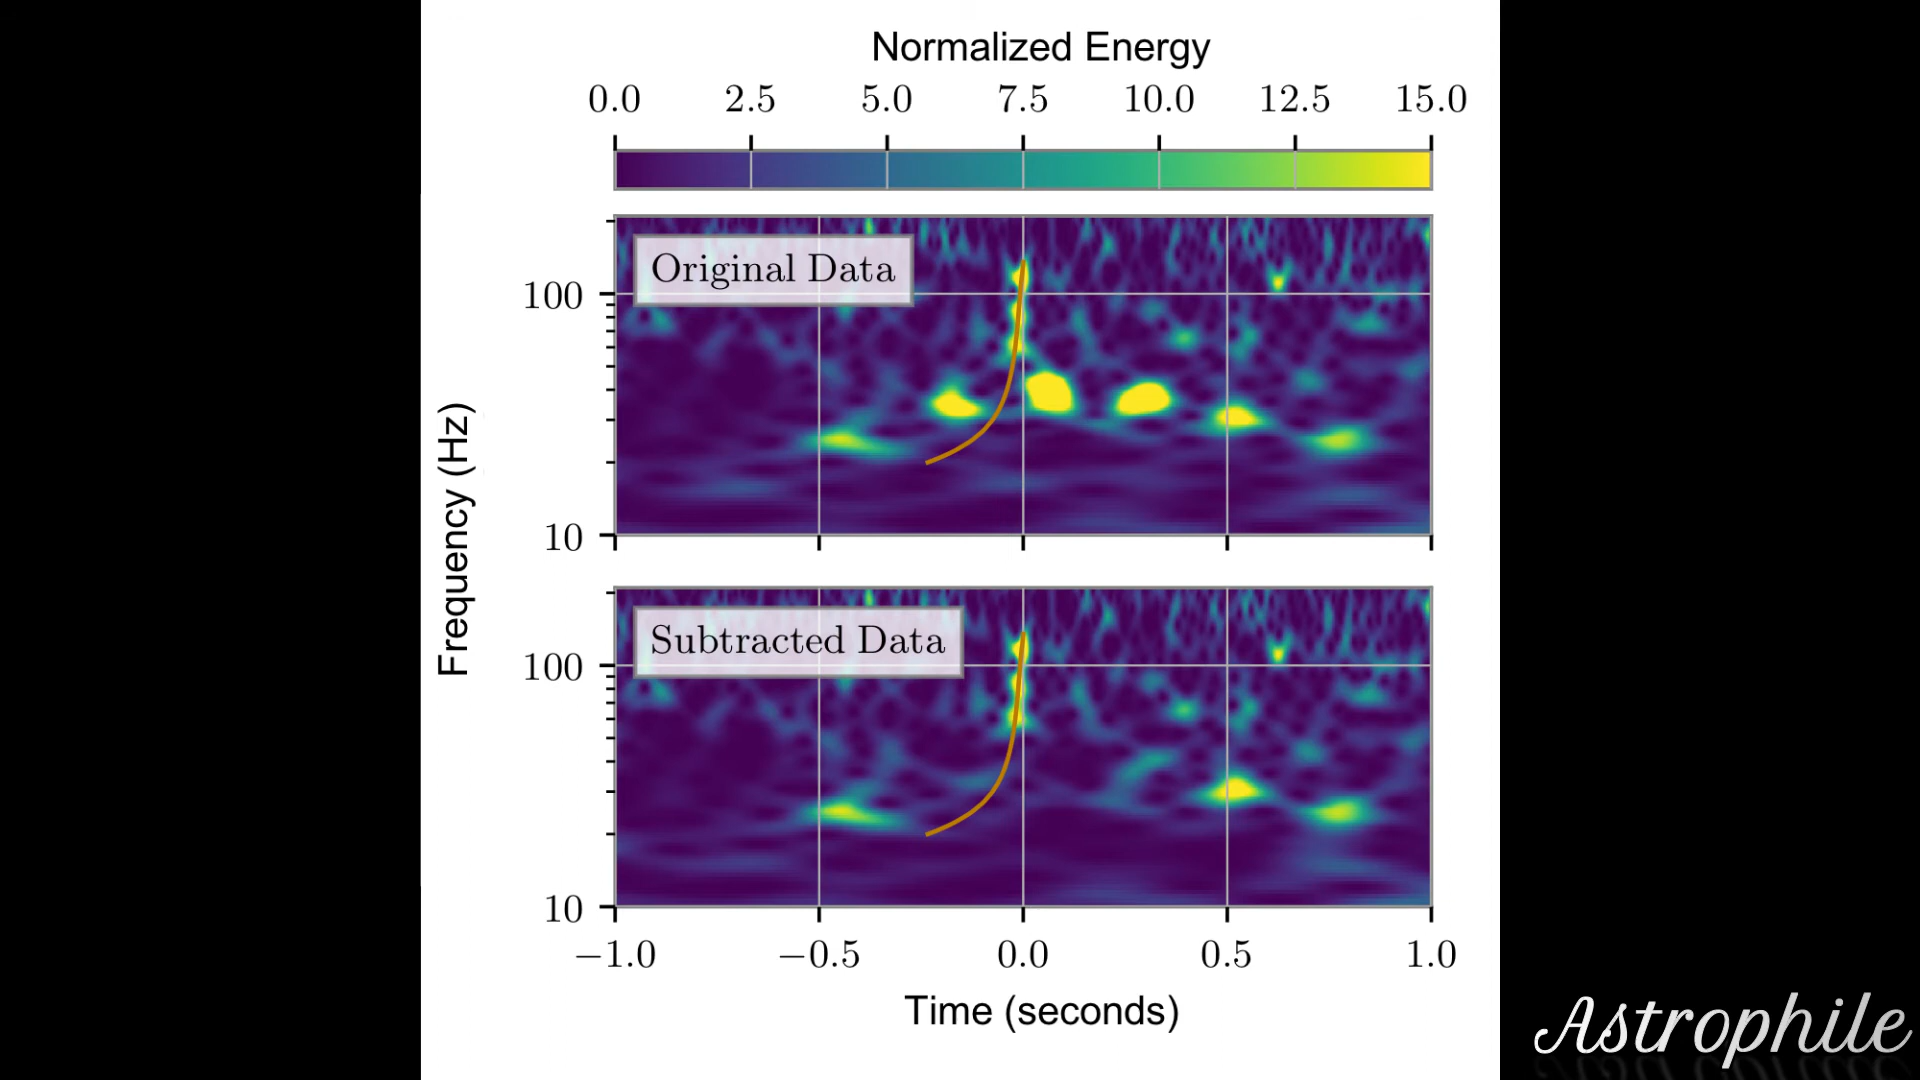 Normalized Energy
0.0 2.5 5.0 7.5 10.0 12.5 15.0
Original Data
100
10
Frequency (Hz)
Subtracted Data
100
10
−1.0 −0.5 0.0 0.5 1.0
Time (seconds)
Astrophile